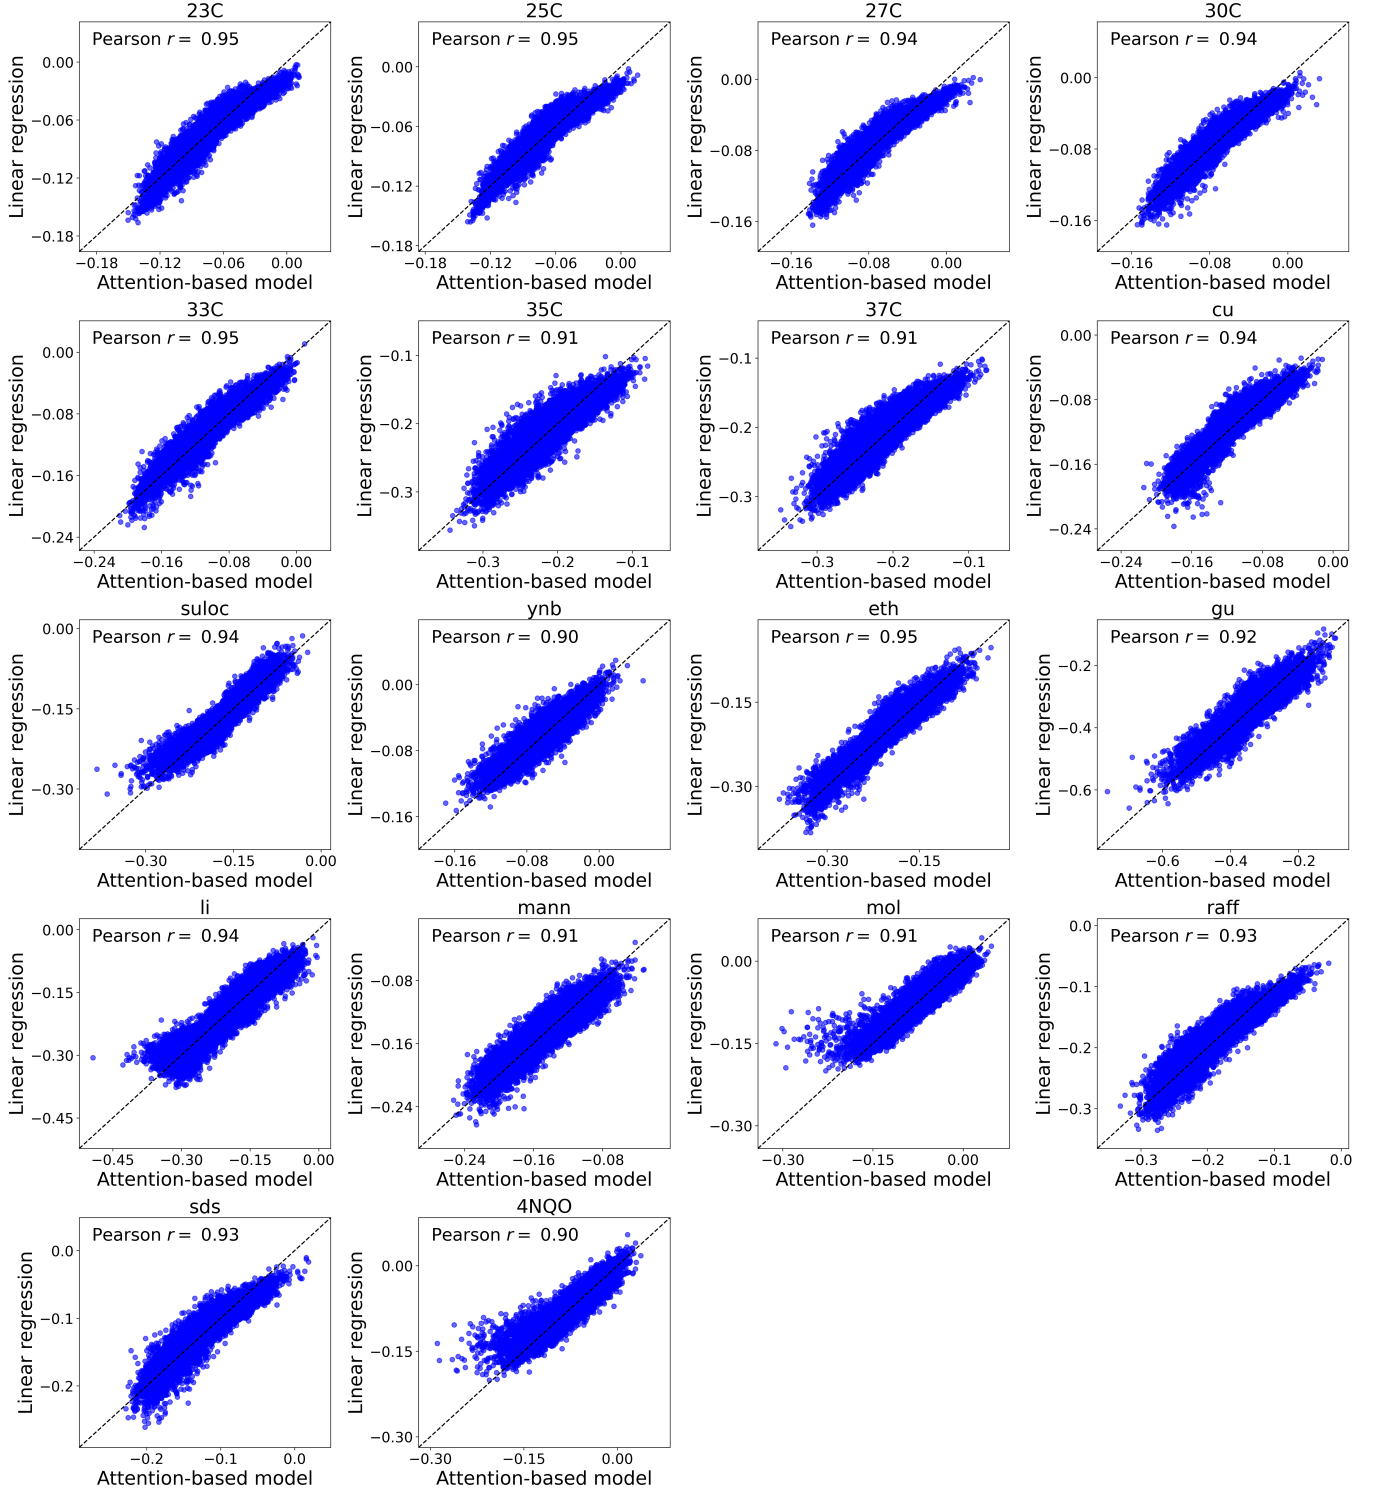 23C
Pearson r = 0.95
0.00
−0.06
−0.12
−0.18
Linear regression
−0.18 −0.12 −0.06 0.00
Attention-based model
25C
Pearson r = 0.95
0.00
−0.06
−0.12
−0.18
Linear regression
−0.18 −0.12 −0.06 0.00
Attention-based model
27C
Pearson r = 0.94
0.00
−0.08
−0.16
Linear regression
−0.16 −0.08 0.00
Attention-based model
30C
Pearson r = 0.94
0.00
−0.08
−0.16
Linear regression
−0.16 −0.08 0.00
Attention-based model
33C
Pearson r = 0.95
0.00
−0.08
−0.16
−0.24
Linear regression
−0.24 −0.16 −0.08 0.00
Attention-based model
35C
Pearson r = 0.91
−0.1
−0.2
−0.3
Linear regression
−0.3 −0.2 −0.1
Attention-based model
37C
Pearson r = 0.91
−0.1
−0.2
−0.3
Linear regression
−0.3 −0.2 −0.1
Attention-based model
cu
Pearson r = 0.94
0.00
−0.08
−0.16
−0.24
Linear regression
−0.24 −0.16 −0.08 0.00
Attention-based model
suloc
Pearson r = 0.94
0.00
−0.15
−0.30
Linear regression
−0.30 −0.15 0.00
Attention-based model
ynb
Pearson r = 0.90
0.00
−0.08
−0.16
Linear regression
−0.16 −0.08 0.00
Attention-based model
eth
Pearson r = 0.95
−0.15
−0.30
Linear regression
−0.30 −0.15
Attention-based model
gu
Pearson r = 0.92
−0.2
−0.4
−0.6
Linear regression
−0.6 −0.4 −0.2
Attention-based model
li
Pearson r = 0.94
0.00
−0.15
−0.30
−0.45
Linear regression
−0.45 −0.30 −0.15 0.00
Attention-based model
mann
Pearson r = 0.91
−0.08
−0.16
−0.24
Linear regression
−0.24 −0.16 −0.08
Attention-based model
mol
Pearson r = 0.91
0.00
−0.15
−0.30
Linear regression
−0.30 −0.15 0.00
Attention-based model
raff
Pearson r = 0.93
0.0
−0.1
−0.2
−0.3
Linear regression
−0.3 −0.2 −0.1 0.0
Attention-based model
sds
Pearson r = 0.93
0.0
−0.1
−0.2
Linear regression
−0.2 −0.1 0.0
Attention-based model
4NQO
Pearson r = 0.90
0.00
−0.15
−0.30
Linear regression
−0.30 −0.15 0.00
Attention-based model